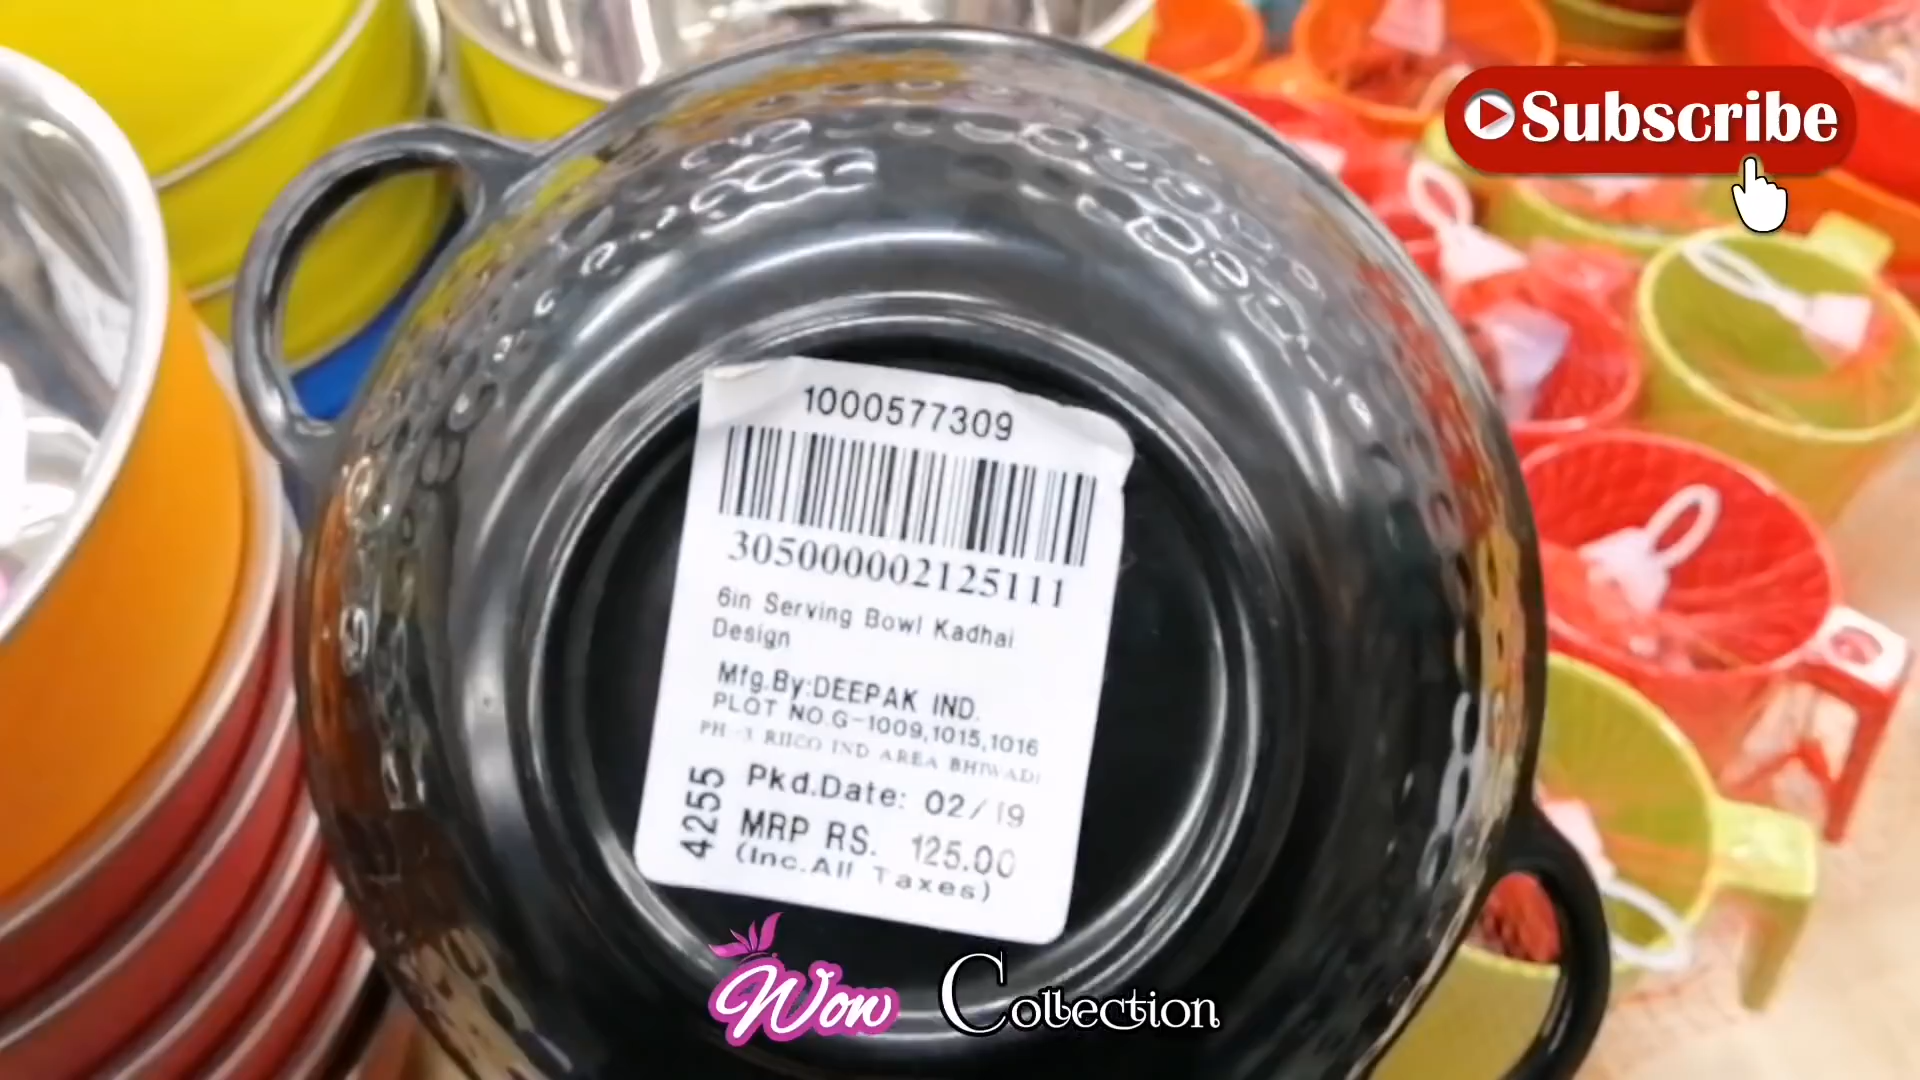 Subscribe
1000577309
305000002125111
6in Serving Bowl Kadhai
Design
Mfg.By:DEEPAK IND.
PLOT NO.G-1009,1015,1016
PH -3 RIICO IND AREA BHIWADI
Pkd.Date: 02/19
MRP RS. 125.00
(Inc.All Taxes)
4255
Wow Collection